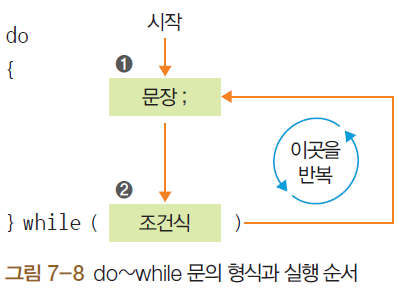 시작
do
{
❶
문장 ;
이곳을
반복
❷
} while ( 조건식 )
그림 7-8 do~while 문의 형식과 실행 순서